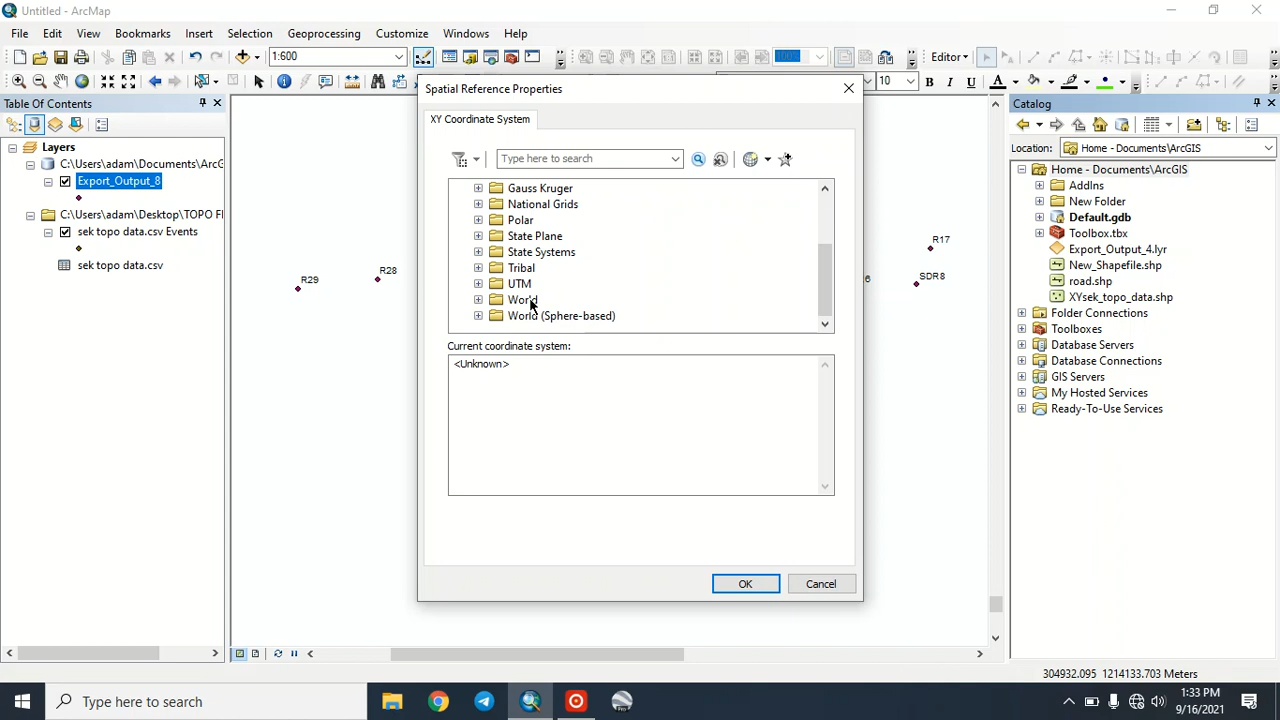 Untitled - ArcMap
File Edit View Bookmarks Insert Selection Geoprocessing Customize Windows Help
1:600
100%
Editor
10 B I U A
Table Of Contents
Layers
C:\Users\adam\Documents\ArcG
Export_Output_8
C:\Users\adam\Desktop\TOPO FI
sek topo data.csv Events
sek topo data.csv
R29
R28
R17
6
SDR8
Spatial Reference Properties
XY Coordinate System
Type here to search
Gauss Kruger
National Grids
Polar
State Plane
State Systems
Tribal
UTM
World
World (Sphere-based)
Current coordinate system:
<Unknown>
OK Cancel
Catalog
Location: Home - Documents\ArcGIS
Home - Documents\ArcGIS
AddIns
New Folder
Default.gdb
Toolbox.tbx
Export_Output_4.lyr
New_Shapefile.shp
road.shp
XYsek_topo_data.shp
Folder Connections
Toolboxes
Database Servers
Database Connections
GIS Servers
My Hosted Services
Ready-To-Use Services
304932.095 1214133.703 Meters
Type here to search
1:33 PM
9/16/2021